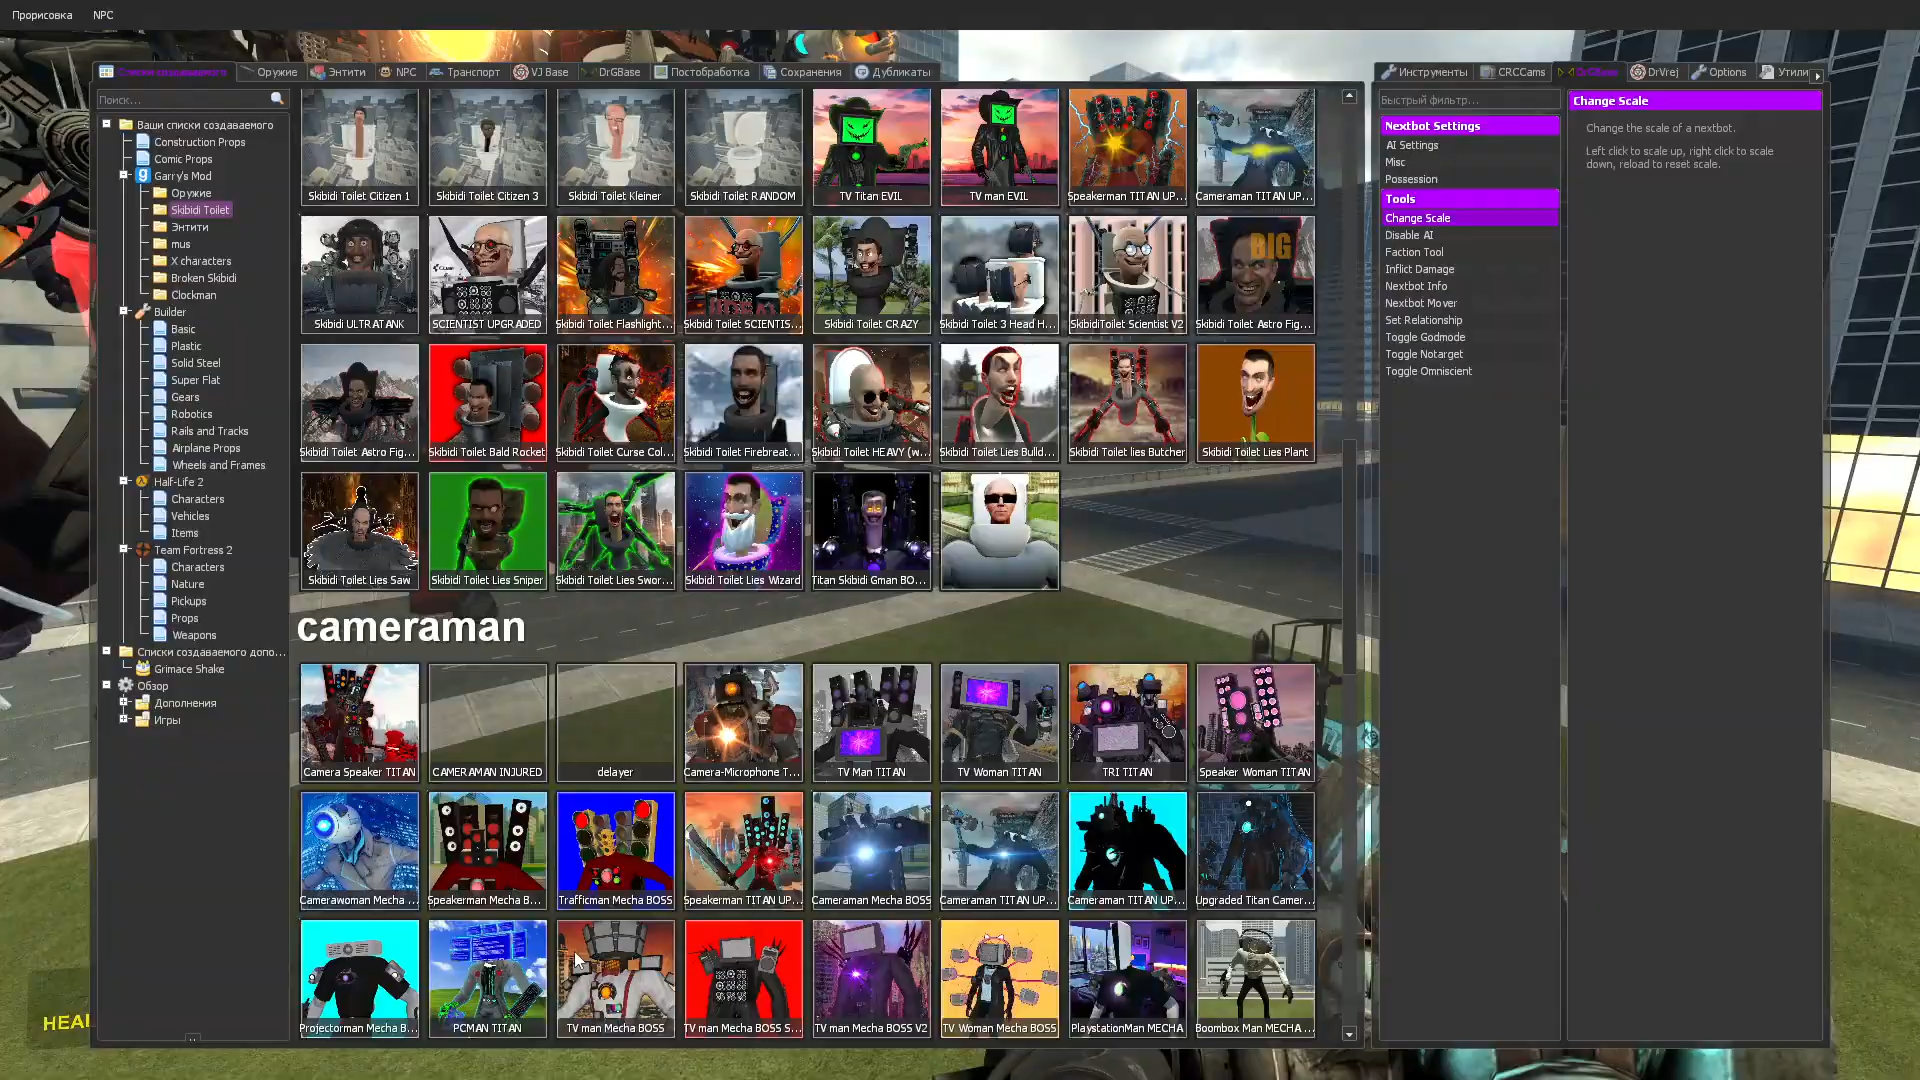 Прорисовка NPC
Списки создаваемого Оружие Энтити NPC Транспорт VJ Base DrGBase Постобработка Сохранения Дубликаты
Поиск...
Ваши списки создаваемого
Construction Props
Comic Props
Garry's Mod
Оружие
Skibidi Toilet
Энтити
mus
X characters
Broken Skibidi
Clockman
Builder
Basic
Plastic
Solid Steel
Super Flat
Gears
Robotics
Rails and Tracks
Airplane Props
Wheels and Frames
Half-Life 2
Characters
Vehicles
Items
Team Fortress 2
Characters
Nature
Pickups
Props
Weapons
Списки создаваемого допо...
Grimace Shake
Обзор
Дополнения
Игры
Skibidi Toilet Citizen 1 Skibidi Toilet Citizen 3 Skibidi Toilet Kleiner Skibidi Toilet RANDOM TV Titan EVIL TV man EVIL Speakerman TITAN UP... Cameraman TITAN UP...
BIG
Skibidi ULTRATANK SCIENTIST UPGRADED Skibidi Toilet Flashlight... Skibidi Toilet SCIENTIS... Skibidi Toilet CRAZY Skibidi Toilet 3 Head H... SkibidiToilet Scientist V2 Skibidi Toilet Astro Fig...
Skibidi Toilet Astro Fig... Skibidi Toilet Bald Rocket Skibidi Toilet Curse Col... Skibidi Toilet Firebreat... Skibidi Toilet HEAVY (w... Skibidi Toilet Lies Bulld... Skibidi Toilet lies Butcher Skibidi Toilet Lies Plant
Skibidi Toilet Lies Saw Skibidi Toilet Lies Sniper Skibidi Toilet Lies Swor... Skibidi Toilet Lies Wizard Titan Skibidi Gman BO...
cameraman
Camera Speaker TITAN CAMERAMAN INJURED delayer Camera-Microphone T... TV Man TITAN TV Woman TITAN TRI TITAN Speaker Woman TITAN
Camerawoman Mecha ... Speakerman Mecha B... Trafficman Mecha BOSS Speakerman TITAN UP... Cameraman Mecha BOSS Cameraman TITAN UP... Cameraman TITAN UP... Upgraded Titan Camer...
Projectorman Mecha B... PCMAN TITAN TV man Mecha BOSS TV man Mecha BOSS S... TV man Mecha BOSS V2 TV Woman Mecha BOSS PlaystationMan MECHA Boombox Man MECHA ...
Инструменты CRCCams DrGBase DrVrej Options Утили
Быстрый фильтр...
Nextbot Settings
AI Settings
Misc
Possession
Tools
Change Scale
Disable AI
Faction Tool
Inflict Damage
Nextbot Info
Nextbot Mover
Set Relationship
Toggle Godmode
Toggle Notarget
Toggle Omniscient
Change Scale
Change the scale of a nextbot.
Left click to scale up, right click to scale
down, reload to reset scale.
HEAL